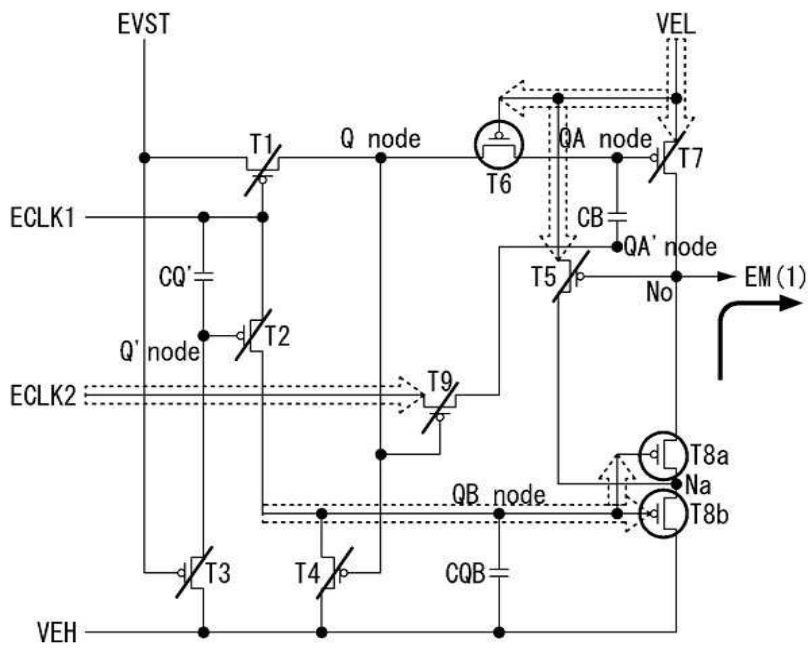 EVST
VEL
T1
Q node
QA node
T7
T6
ECLK1
CB
CQ'
QA'node
T5
No
EM(1)
T2
Q'node
ECLK2
T9
T8a
QB node
Na
T8b
T3
T4
CQB
VEH